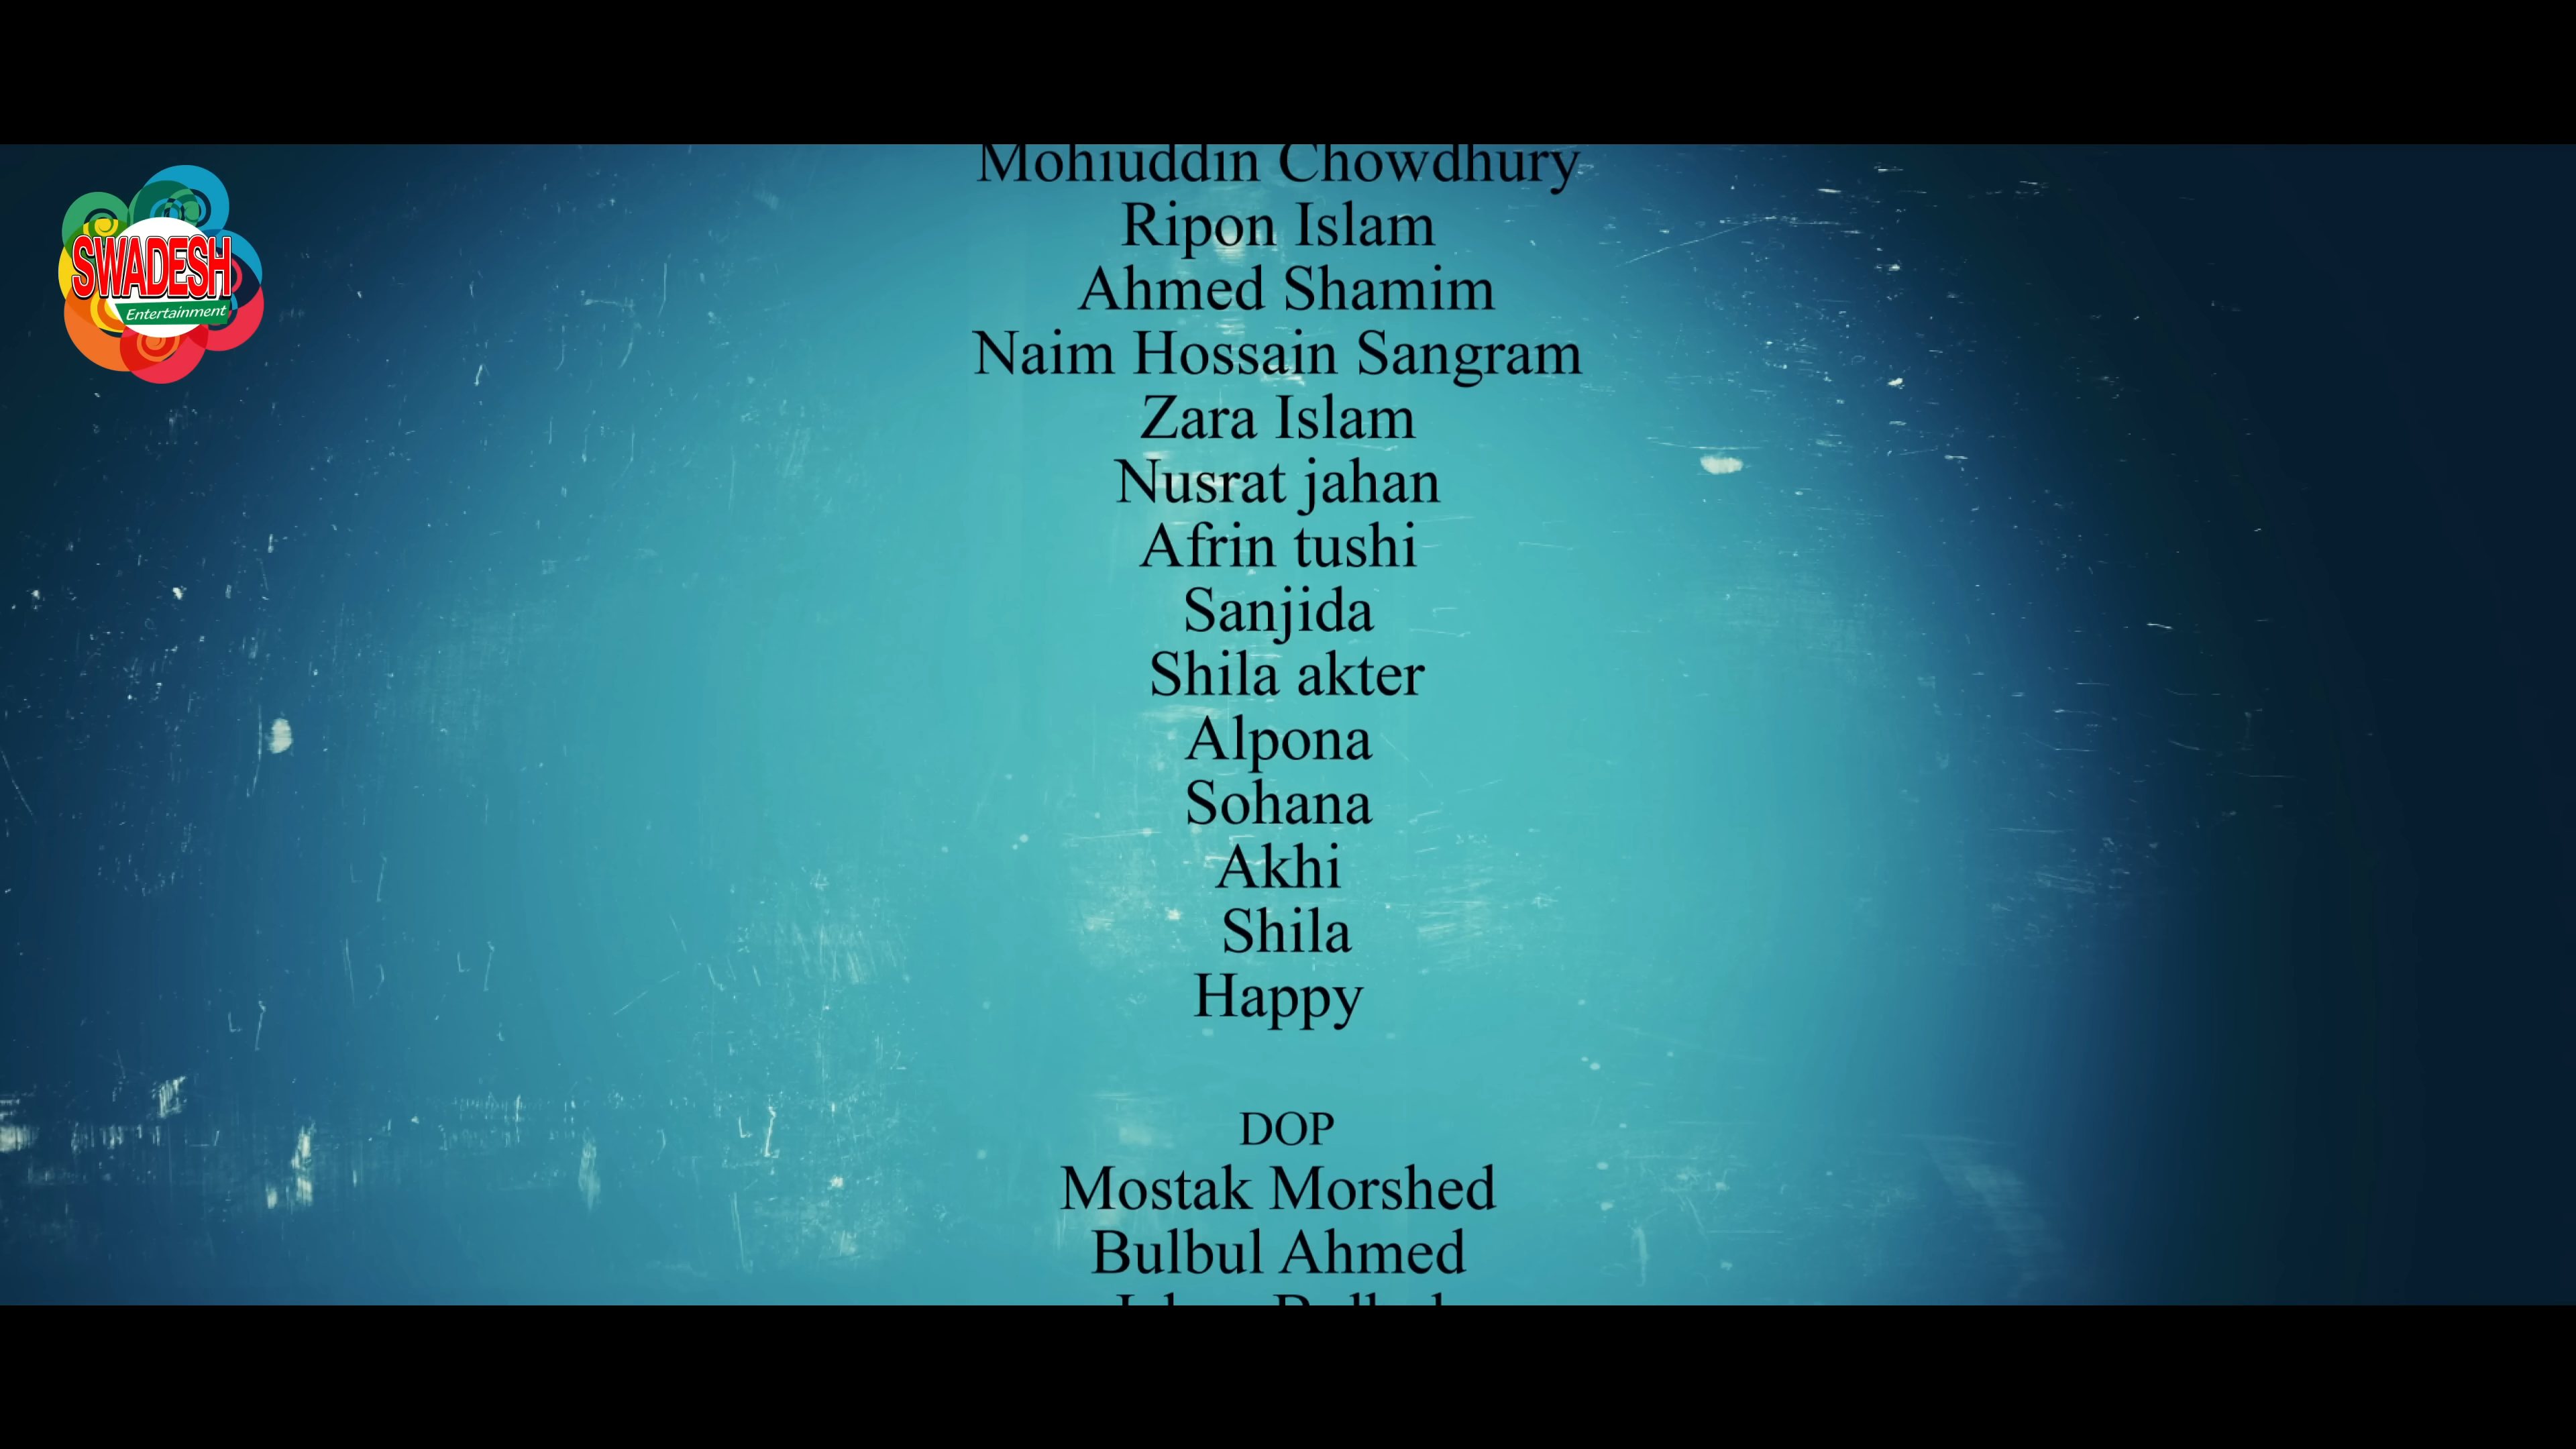 SWADESH
Entertainment
Mohiuddin Chowdhury
Ripon Islam
Ahmed Shamim
Naim Hossain Sangram
Zara Islam
Nusrat jahan
Afrin tushi
Sanjida
Shila akter
Alpona
Sohana
Akhi
Shila
Happy
DOP
Mostak Morshed
Bulbul Ahmed